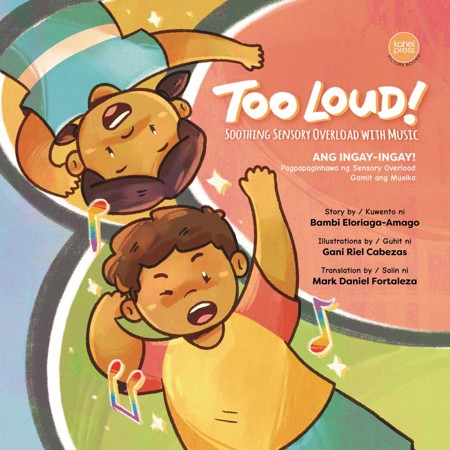 kahel
press
PICTURE BOOKS
TOO LOUD!
SOOTHING SENSORY OVERLOAD WITH MUSIC
ANG INGAY-INGAY!
Pagpapaginhawa ng Sensory Overload
Gamit ang Musika
Story by / Kuwento ni
Bambi Eloriaga-Amago
Illustrations by / Guhit ni
Gani Riel Cabezas
Translation by / Salin ni
Mark Daniel Fortaleza